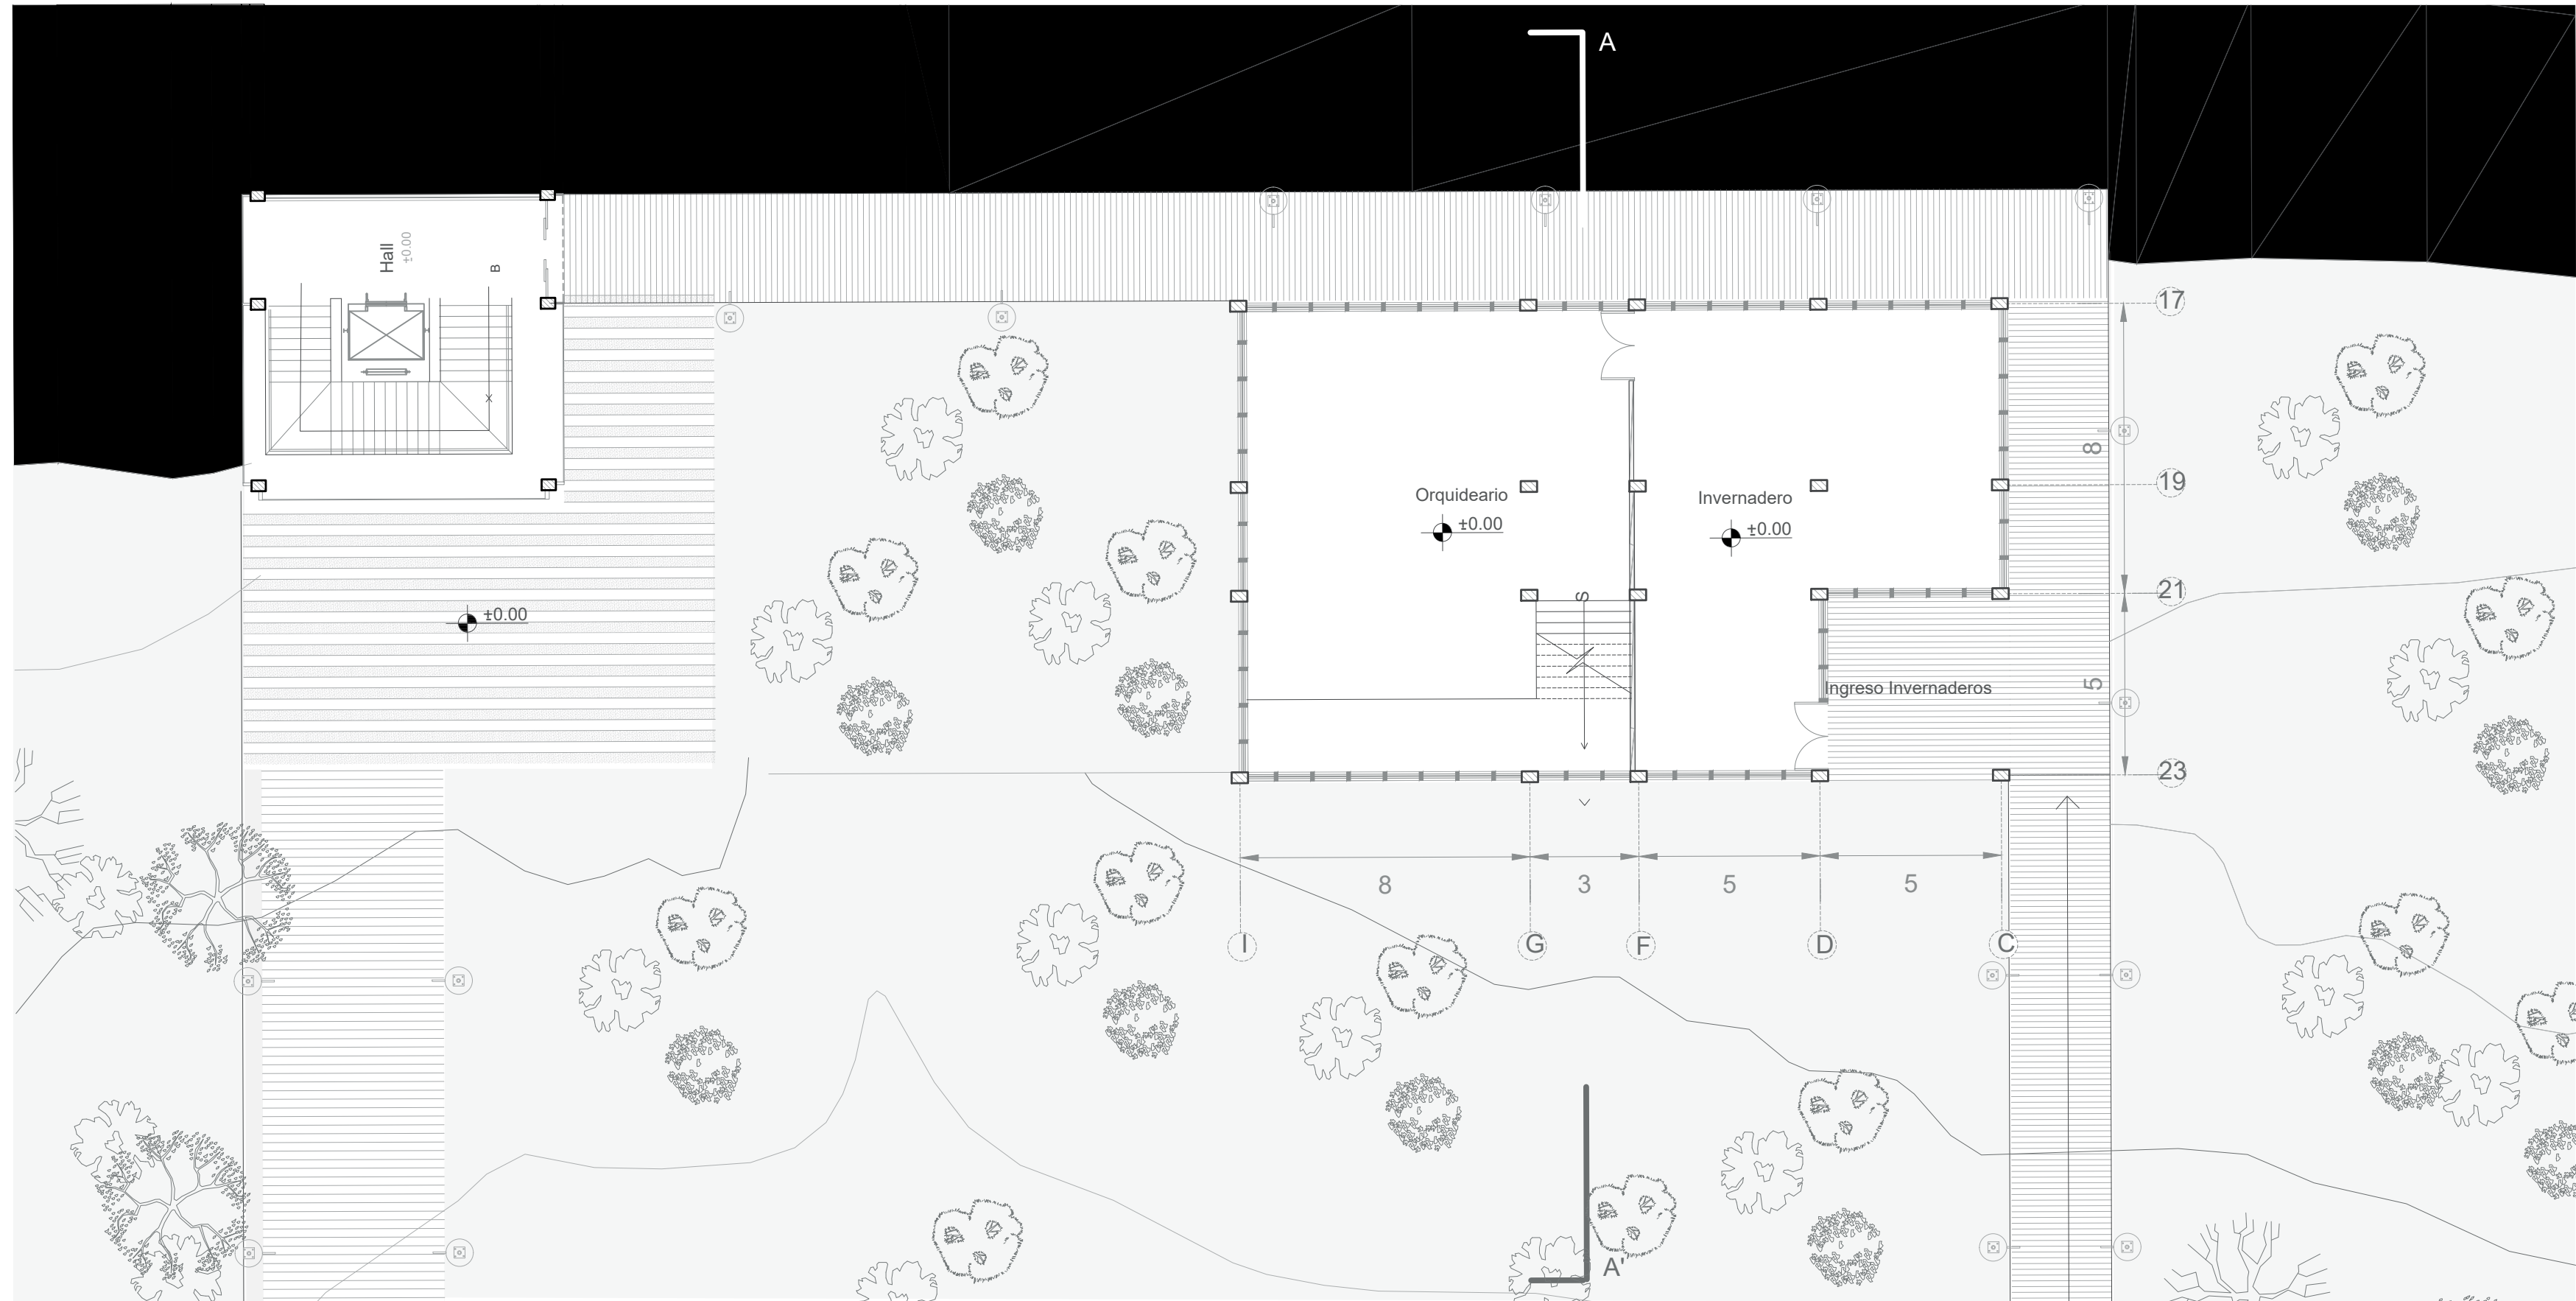 A
Hall
±0.00
B
17
8
19
Orquideario
±0.00
Invernadero
±0.00
S
21
±0.00
Ingreso Invernaderos
5
23
8
3
5
5
I
G
F
D
C
A'